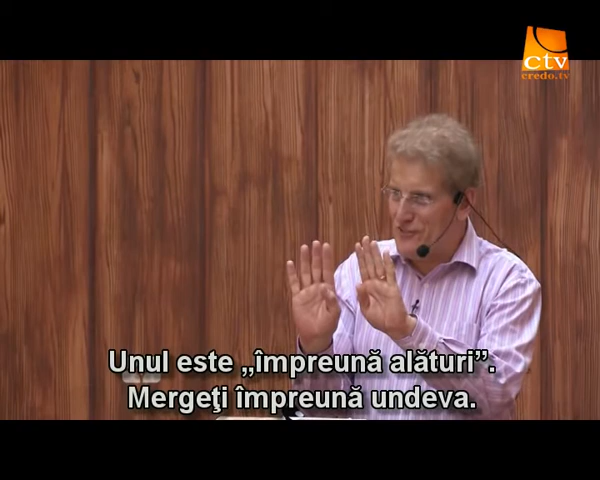 ctv
credo.tv
Unul este „împreună alături”.
Mergeţi împreună undeva.